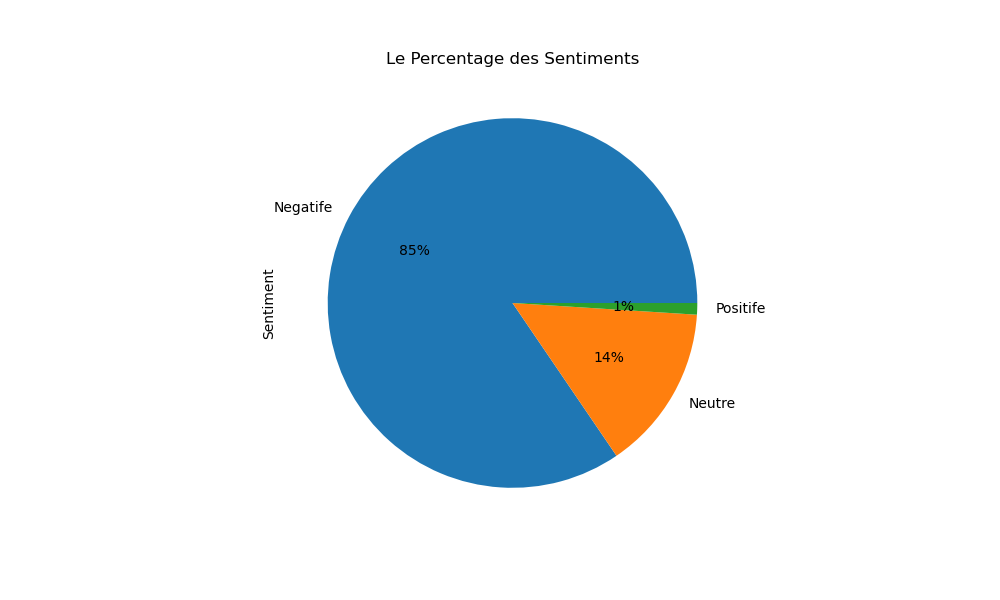 Le Percentage des Sentiments
Negatife
85%
Sentiment
1%
Positife
14%
Neutre